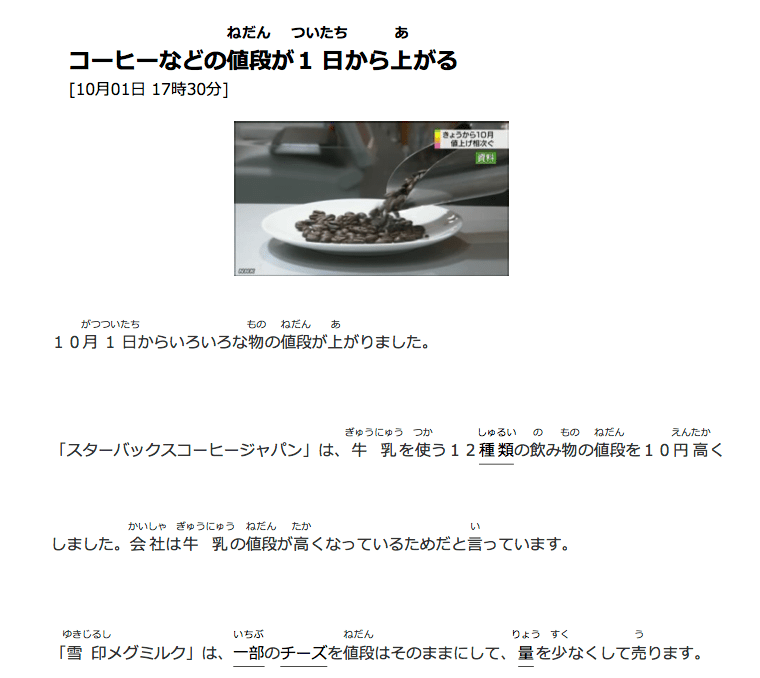 ねだん ついたち あ
コーヒーなどの値段が１日から上がる
[10月01日 17時30分]
きょうから10月
値上げ相次ぐ
資料
NHK
がつついたち もの ねだん あ
１０月１日からいろいろな物の値段が上がりました。
ぎゅうにゅう つか しゅるい の もの ねだん えんたか
「スターバックスコーヒージャパン」は、牛乳を使う１２種類の飲み物の値段を１０円高く
かいしゃ ぎゅうにゅう ねだん たか い
しました。会社は牛乳の値段が高くなっているためだと言っています。
ゆきじるし いちぶ ねだん りょう すく う
「雪印メグミルク」は、一部のチーズを値段はそのままにして、量を少なくして売ります。